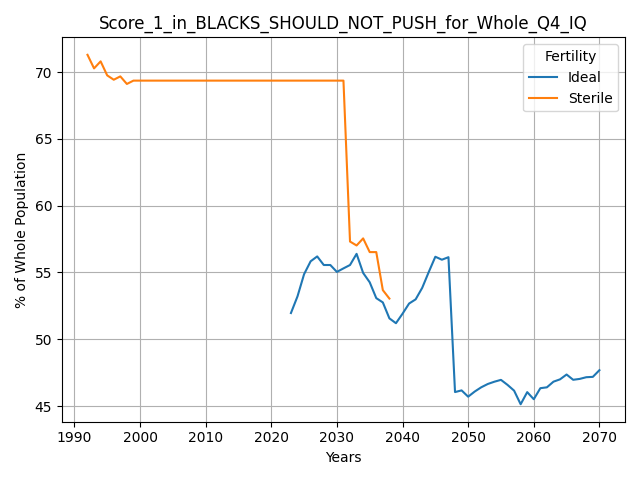 Score_1_in_BLACKS_SHOULD_NOT_PUSH_for_Whole_Q4_IQ
Fertility
Ideal
Sterile
% of Whole Population
70
65
60
55
50
45
1990 2000 2010 2020 2030 2040 2050 2060 2070
Years